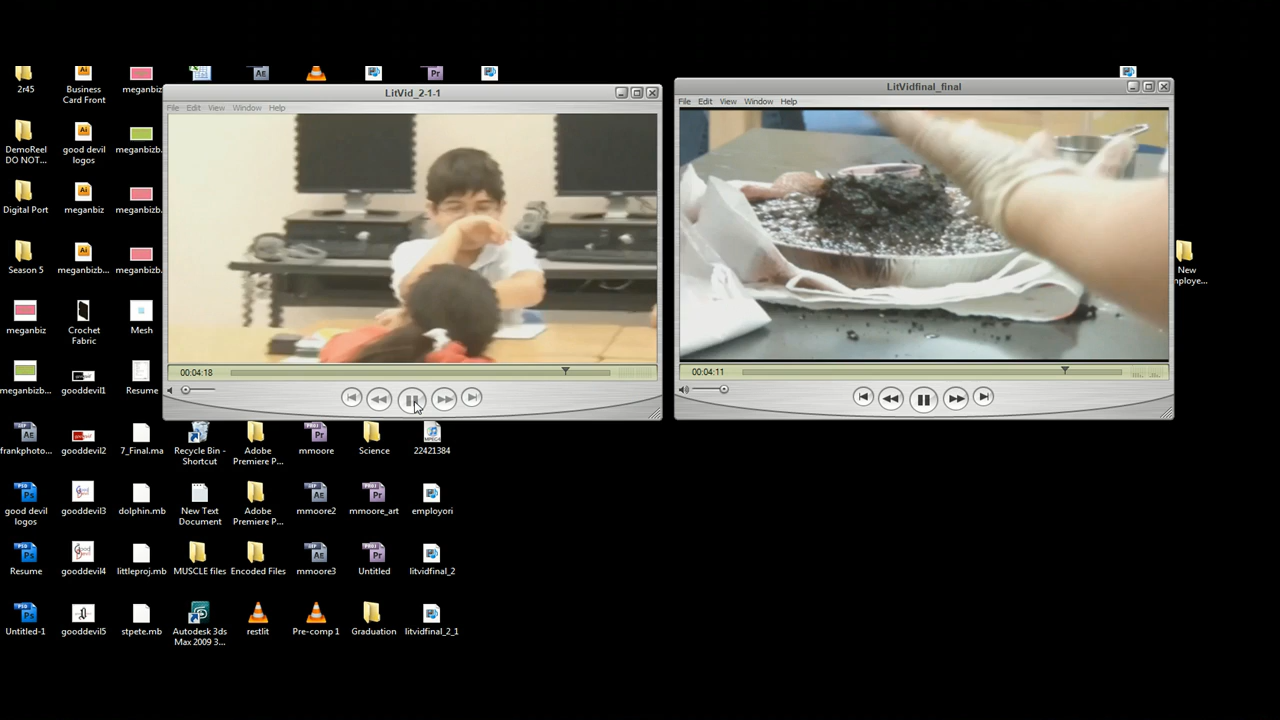 LitVid_2-1-1
File Edit View Window Help
00:04:18
LitVidfinal_final
File Edit View Window Help
00:04:11
2r45
Business
Card Front
meganbiz
DemoReel
DO NOT...
good devil
logos
meganbizb...
Digital Port
meganbiz
meganbizb...
Season 5
meganbizb...
meganbizb...
meganbiz
Crochet
Fabric
Mesh
meganbizb...
gooddevil1
Resume
New
mploye...
frankphoto...
gooddevil2
7_Final.ma
Recycle Bin -
Shortcut
Adobe
Premiere P...
mmoore
Science
22421384
good devil
logos
gooddevil3
dolphin.mb
New Text
Document
Adobe
Premiere P...
mmoore2
mmoore_art
employori
Resume
gooddevil4
littleproj.mb
MUSCLE files
Encoded Files
mmoore3
Untitled
litvidfinal_2
Untitled-1
gooddevil5
stpete.mb
Autodesk 3ds
Max 2009 3...
restlit
Pre-comp 1
Graduation
litvidfinal_2_1